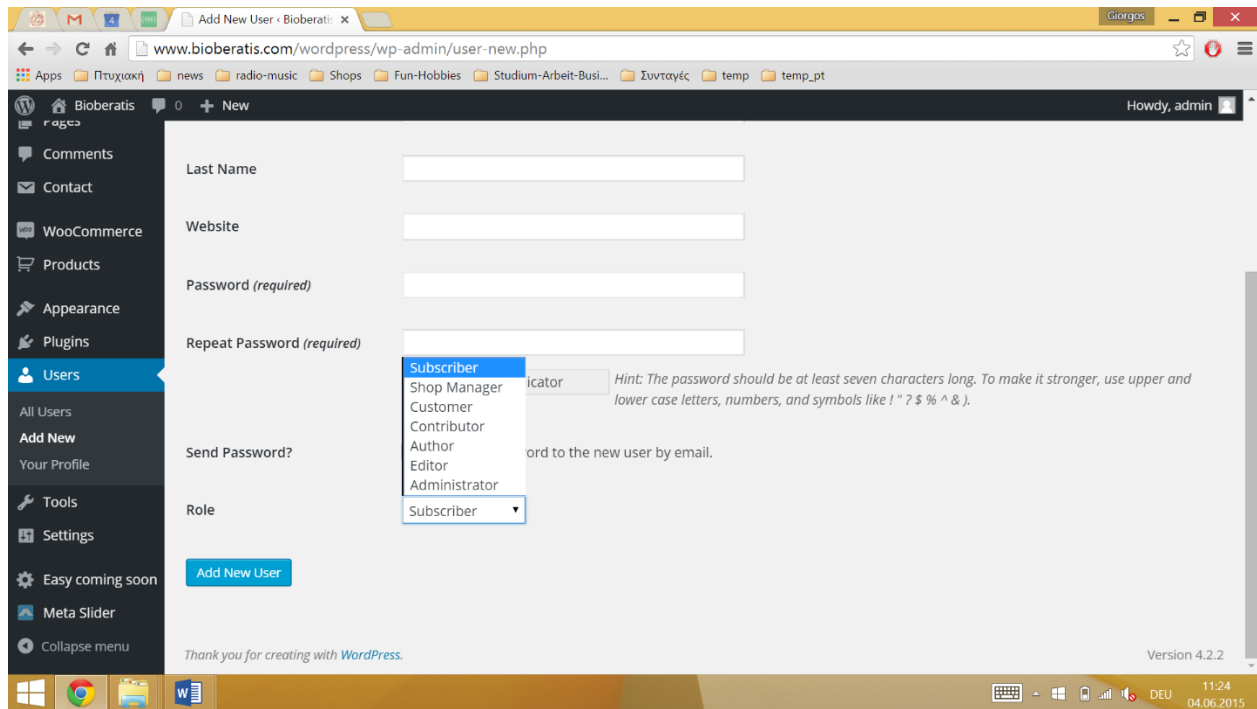 Add New User ‹ Bioberatis
Giorgos
www.bioberatis.com/wordpress/wp-admin/user-new.php
Apps Πτυχιακή news radio-music Shops Fun-Hobbies Studium-Arbeit-Busi... Συνταγές temp temp_pt
Bioberatis 0 New
Howdy, admin
Pages
Comments
Contact
WooCommerce
Products
Appearance
Plugins
Users
All Users
Add New
Your Profile
Tools
Settings
Easy coming soon
Meta Slider
Collapse menu
Last Name
Website
Password (required)
Repeat Password (required)
Subscriber
Shop Manager
Customer
Contributor
Author
Editor
Administrator
icator
Hint: The password should be at least seven characters long. To make it stronger, use upper and
lower case letters, numbers, and symbols like ! " ? $ % ^ & ).
Send Password?
ord to the new user by email.
Role
Subscriber
Add New User
Thank you for creating with WordPress.
Version 4.2.2
DEU
11:24
04.06.2015